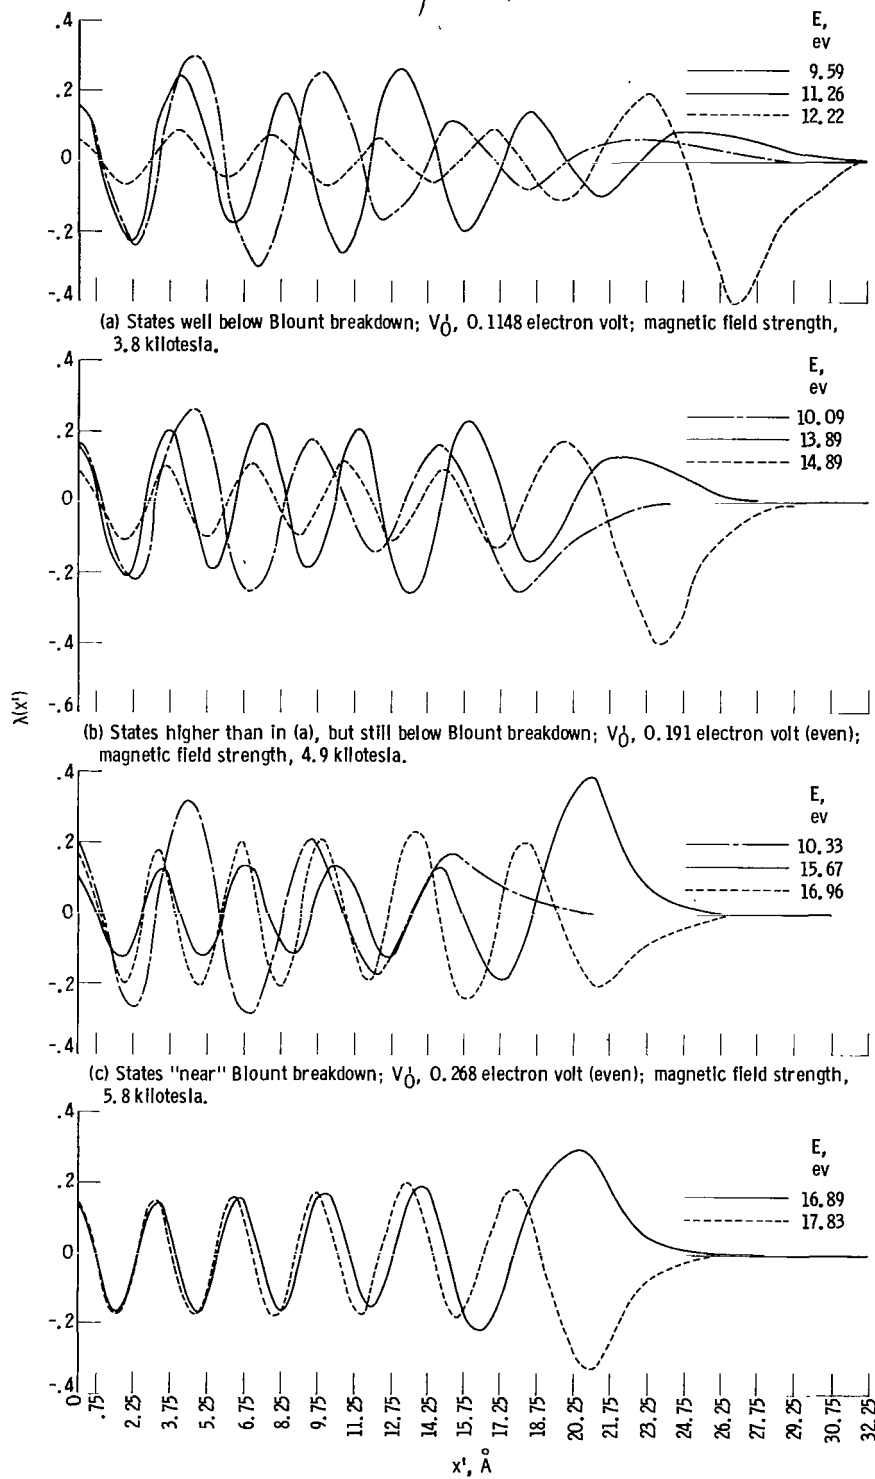 .4
.2
0
-.2
-.4
E,
ev
9.59
11.26
12.22
(a) States well below Blount breakdown; V₀', 0.1148 electron volt; magnetic field strength,
3.8 kilotesla.
.4
.2
0
-.2
-.4
-.6
E,
ev
10.09
13.89
14.89
λ(x')
(b) States higher than in (a), but still below Blount breakdown; V₀', 0.191 electron volt (even);
magnetic field strength, 4.9 kilotesla.
.4
.2
0
-.2
-.4
E,
ev
10.33
15.67
16.96
(c) States "near" Blount breakdown; V₀', 0.268 electron volt (even); magnetic field strength,
5.8 kilotesla.
.4
.2
0
-.2
-.4
E,
ev
16.89
17.83
0 .75 2.25 3.75 5.25 6.75 8.25 9.75 11.25 12.75 14.25 15.75 17.25 18.75 20.25 21.75 23.25 24.75 26.25 27.75 29.25 30.75 32.25
x', Å